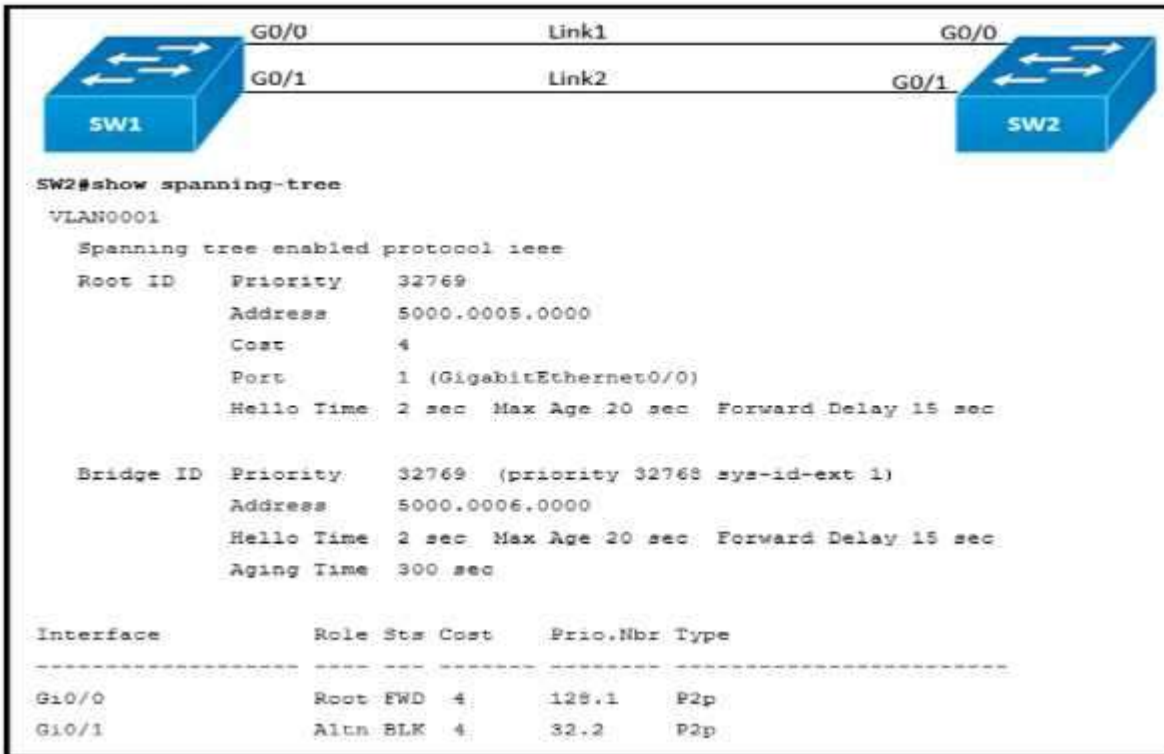 G0/0 Link1 G0/0
G0/1 Link2 G0/1
SW1 SW2
SW2#show spanning-tree
VLAN0001
Spanning tree enabled protocol ieee
Root ID Priority 32769
Address 5000.0005.0000
Cost 4
Port 1 (GigabitEthernet0/0)
Hello Time 2 sec Max Age 20 sec Forward Delay 15 sec
Bridge ID Priority 32769 (priority 32768 sys-id-ext 1)
Address 5000.0006.0000
Hello Time 2 sec Max Age 20 sec Forward Delay 15 sec
Aging Time 300 sec
Interface Role Sts Cost Prio.Nbr Type
------------------- ---- --- ------- -------- ------------------------
Gi0/0 Root FWD 4 128.1 P2p
Gi0/1 Altn BLK 4 32.2 P2p